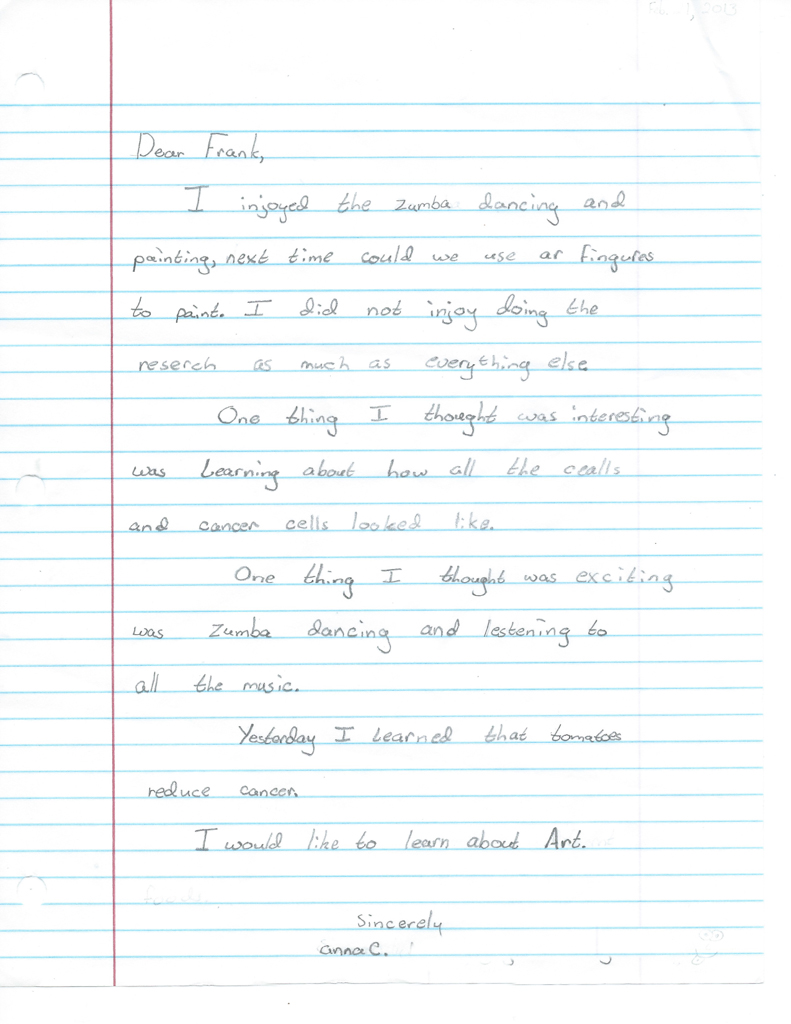 Dear Frank,
I injoyed the zumba dancing and
painting, next time could we use ar fingures
to paint. I did not injoy doing the
reserch as much as everything else
One thing I thought was interesting
was Learning about how all the cealls
and cancer cells looked like.
One thing I thought was exciting
was Zumba dancing and lestening to
all the music.
Yesterday I Learned that tomatoes
reduce cancer.
I would like to learn about Art.
Sincerely
anna C.